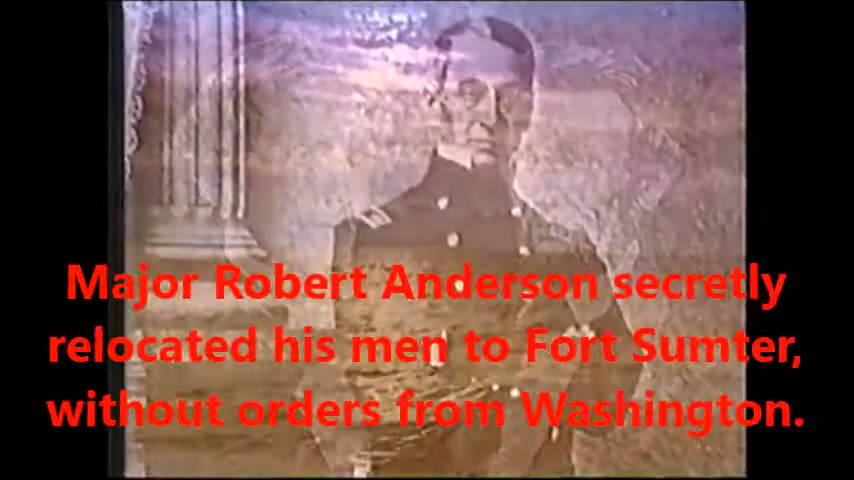 Major Robert Anderson secretly
relocated his men to Fort Sumter,
without orders from Washington.